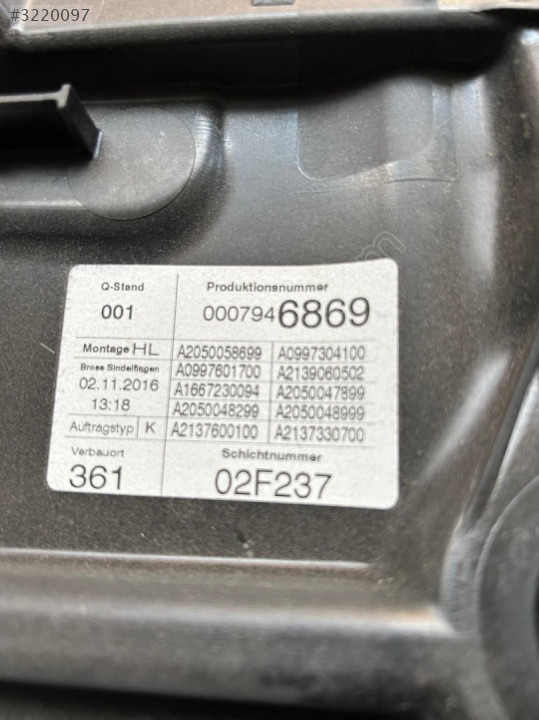 #3220097
Q-Stand Produktionsnummer
001 0007946869
Montage HL A2050058699 A0997304100
Brose Sindelfingen A0997601700 A2139060502
02.11.2016 A1667230094 A2050047899
13:18 A2050048299 A2050048999
Auftragstyp K A2137600100 A2137330700
Verbauort Schichtnummer
361 02F237